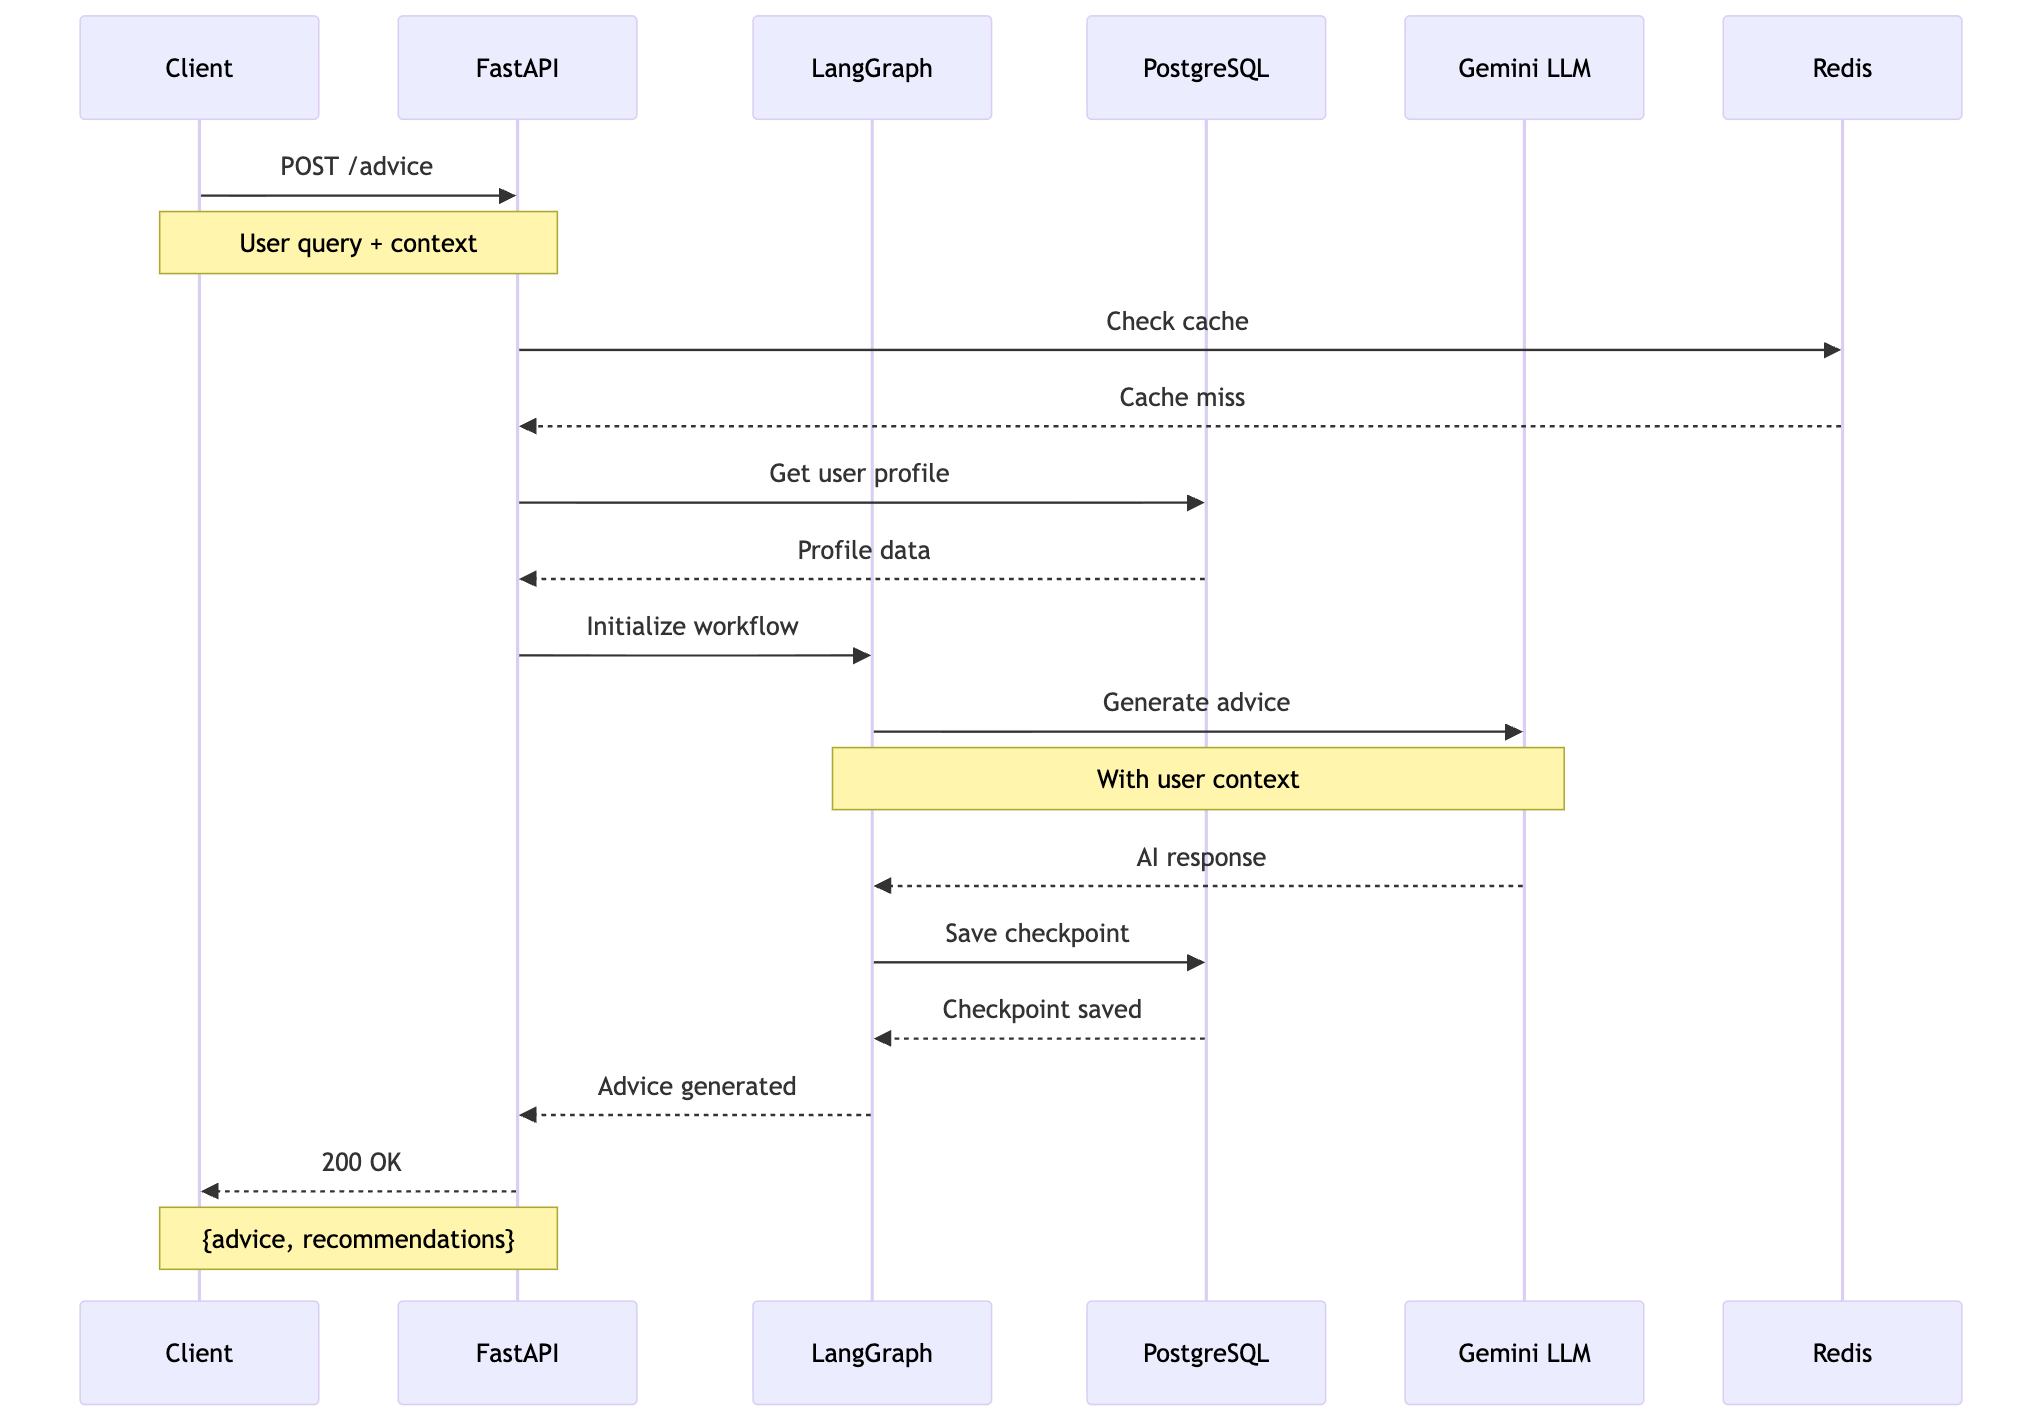 Client
FastAPI
LangGraph
PostgreSQL
Gemini LLM
Redis
POST /advice
User query + context
Check cache
Cache miss
Get user profile
Profile data
Initialize workflow
Generate advice
With user context
AI response
Save checkpoint
Checkpoint saved
Advice generated
200 OK
{advice, recommendations}
Client
FastAPI
LangGraph
PostgreSQL
Gemini LLM
Redis